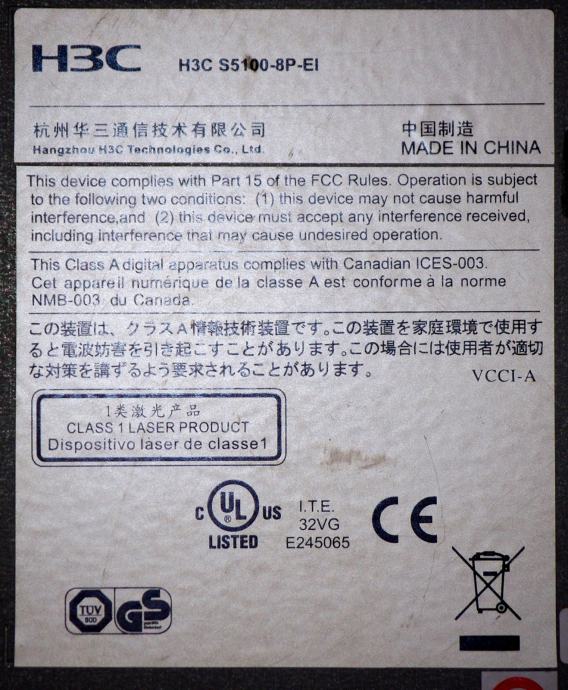 H3C
H3C S5100-8P-EI
杭州华三通信技术有限公司
Hangzhou H3C Technologies Co., Ltd.
中国制造
MADE IN CHINA
This device complies with Part 15 of the FCC Rules. Operation is subject
to the following two conditions: (1) this device may not cause harmful
interference,and (2) this device must accept any interference received,
including interference that may cause undesired operation.
This Class A digital apparatus complies with Canadian ICES-003.
Cet appareil numérique de la classe A est conforme à la norme
NMB-003 du Canada.
この装置は、クラスA情報技術装置です。この装置を家庭環境で使用す
ると電波妨害を引き起こすことがあります。この場合には使用者が適切
な対策を講ずるよう要求されることがあります。
VCCI-A
1类激光产品
CLASS 1 LASER PRODUCT
Dispositivo láser de classe1
C UL ® US
LISTED
I.T.E.
32VG
E245065
CE
TÜV
SÜD
GS